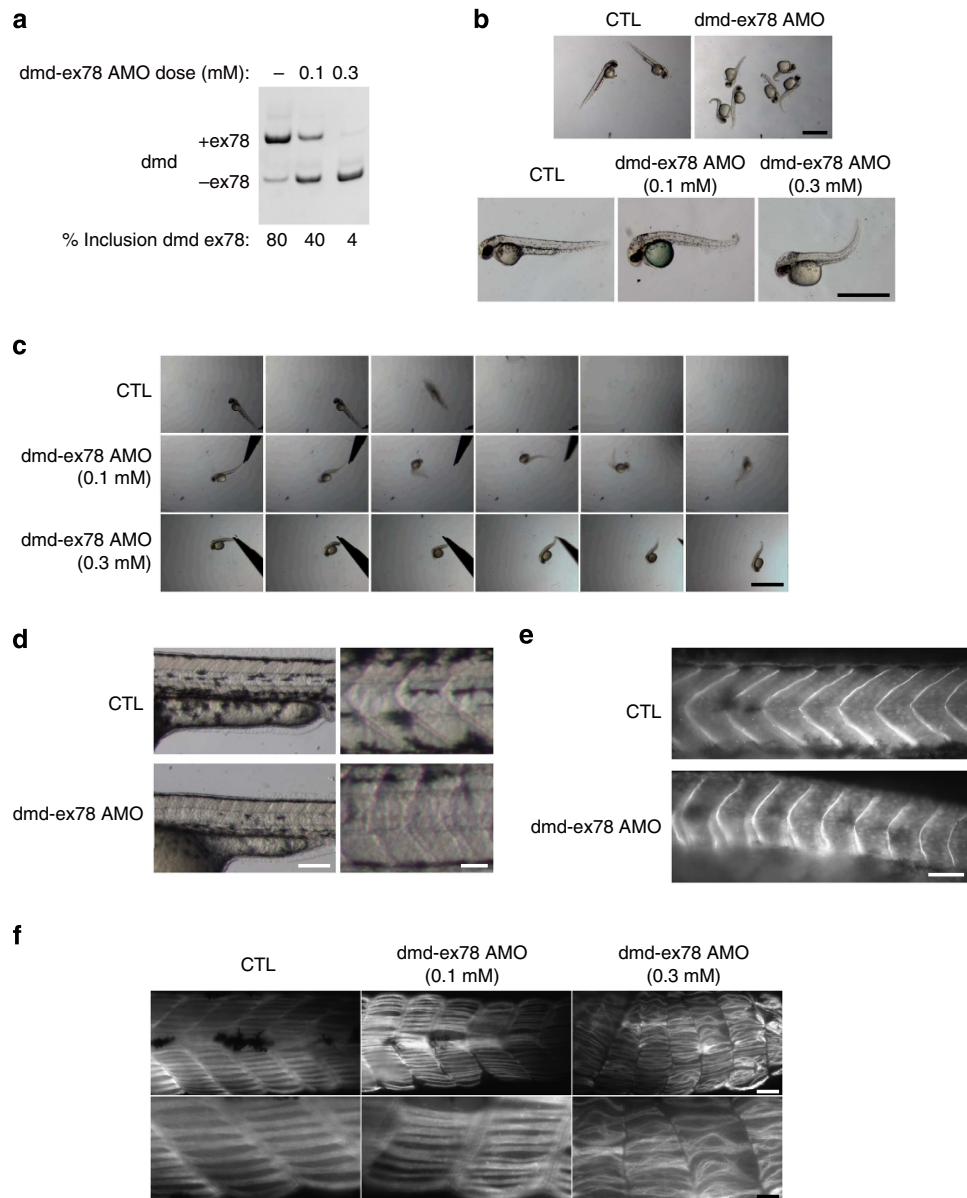 a
dmd-ex78 AMO dose (mM): – 0.1 0.3
+ex78
dmd
–ex78
% Inclusion dmd ex78: 80 40 4
b
CTL dmd-ex78 AMO
CTL
dmd-ex78 AMO
(0.1 mM)
dmd-ex78 AMO
(0.3 mM)
c
CTL
dmd-ex78 AMO
(0.1 mM)
dmd-ex78 AMO
(0.3 mM)
d
CTL
dmd-ex78 AMO
e
CTL
dmd-ex78 AMO
f
CTL
dmd-ex78 AMO
(0.1 mM)
dmd-ex78 AMO
(0.3 mM)